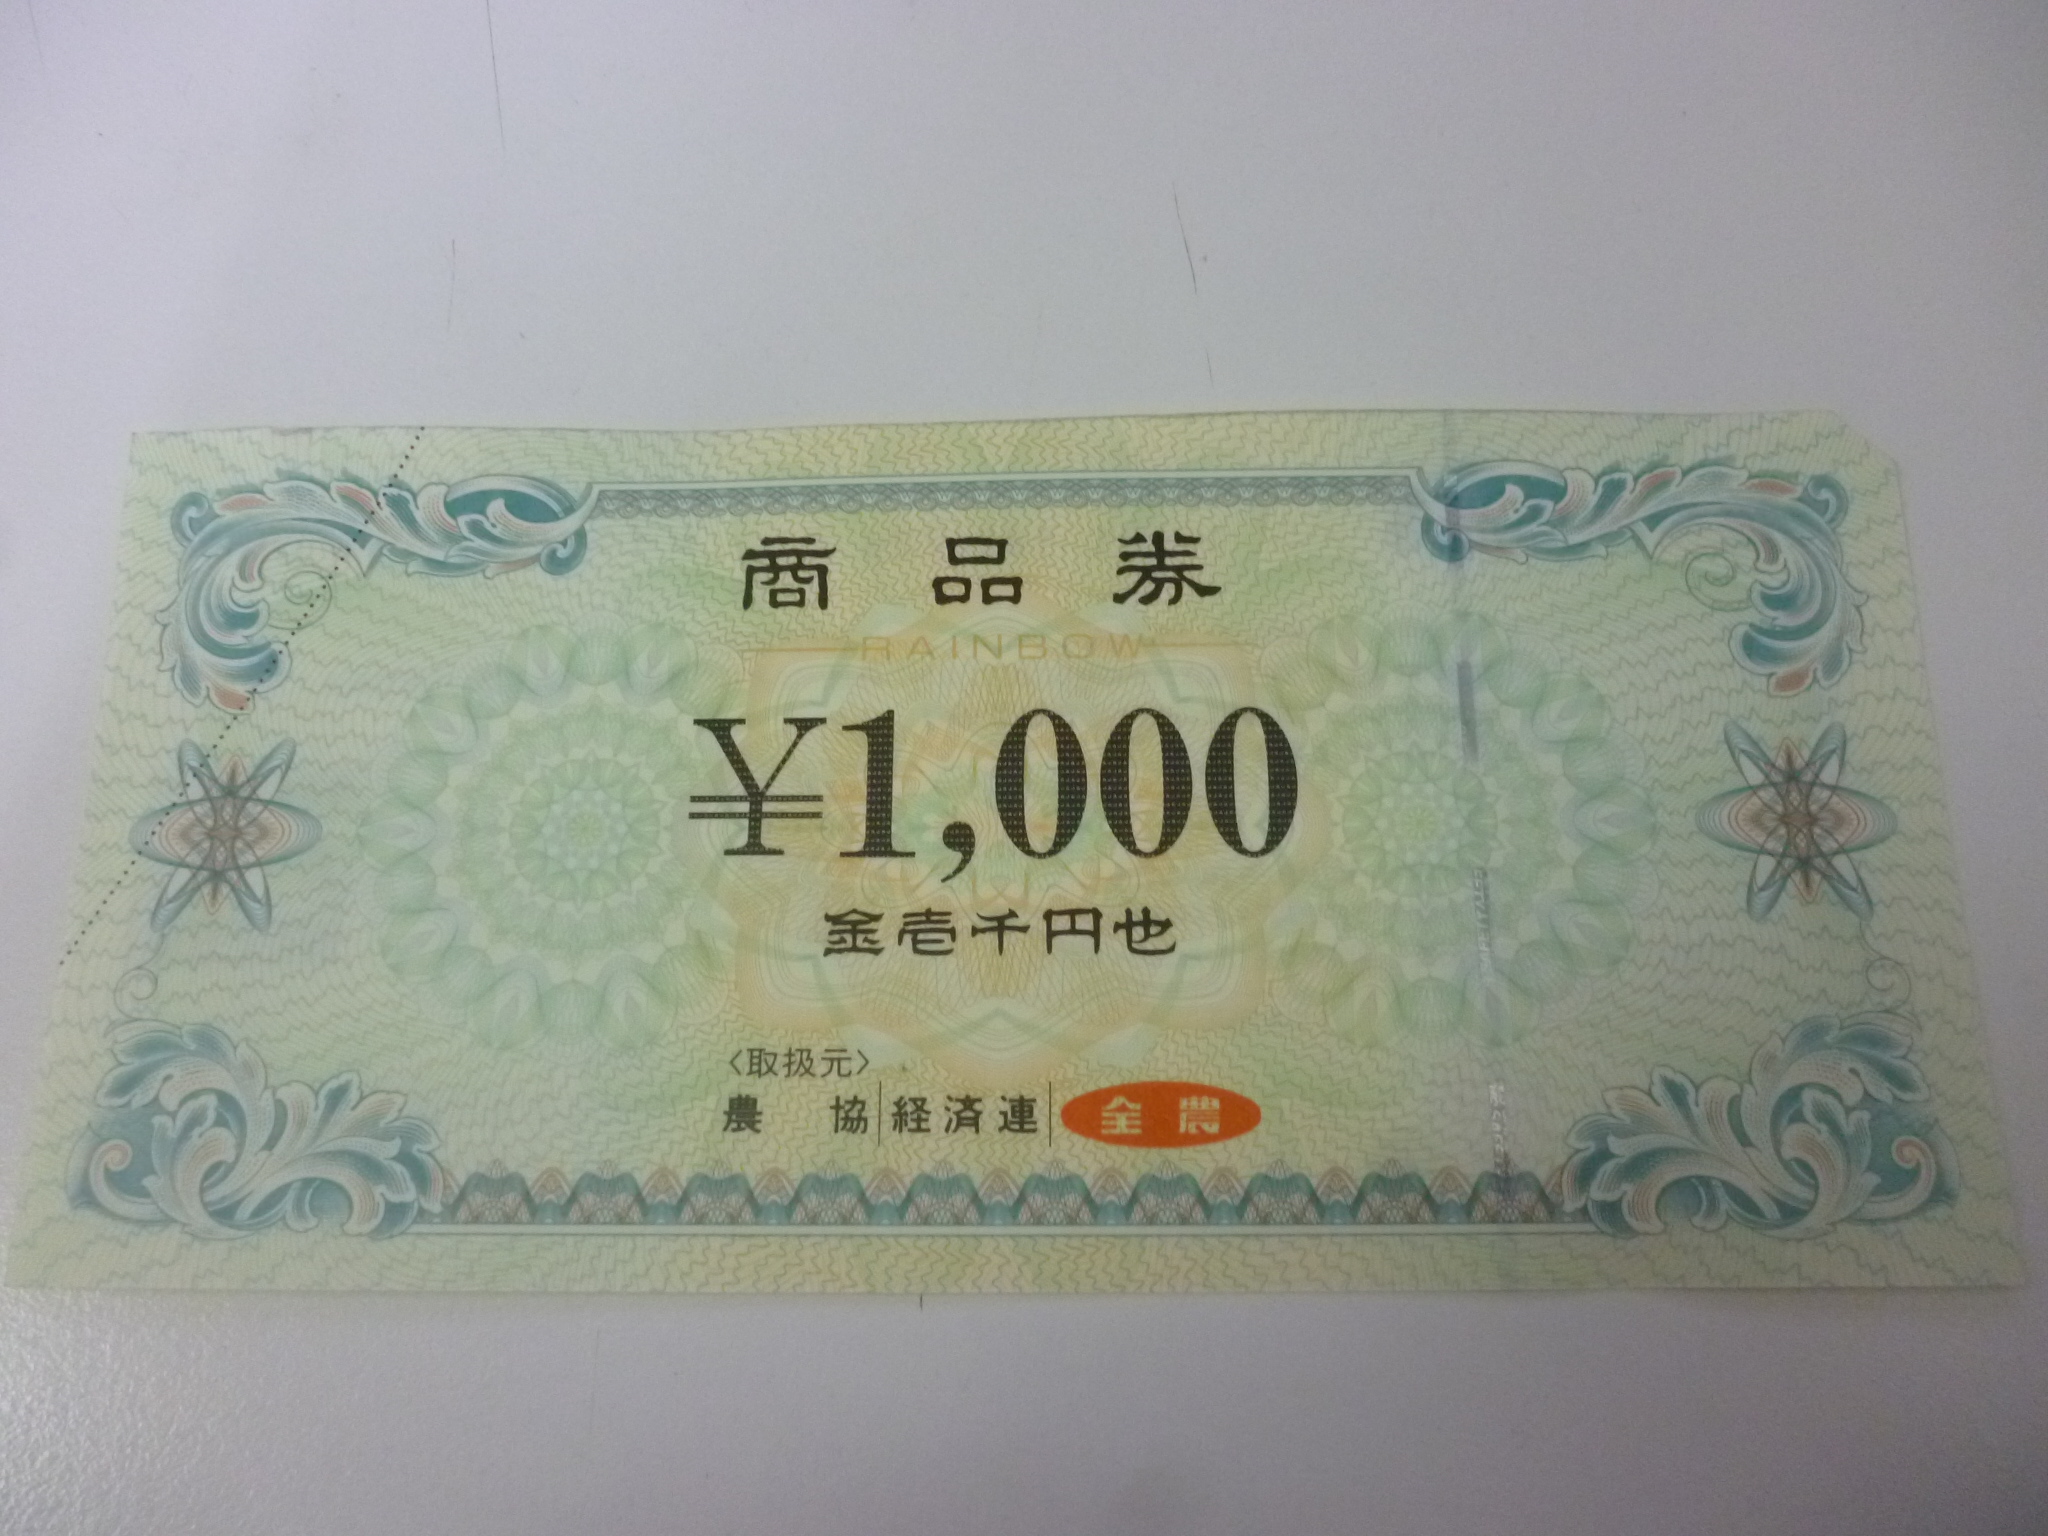 商品券
RAINBOW
¥1,000
金壱千円也
〈取扱元〉
農協 経済連 全農